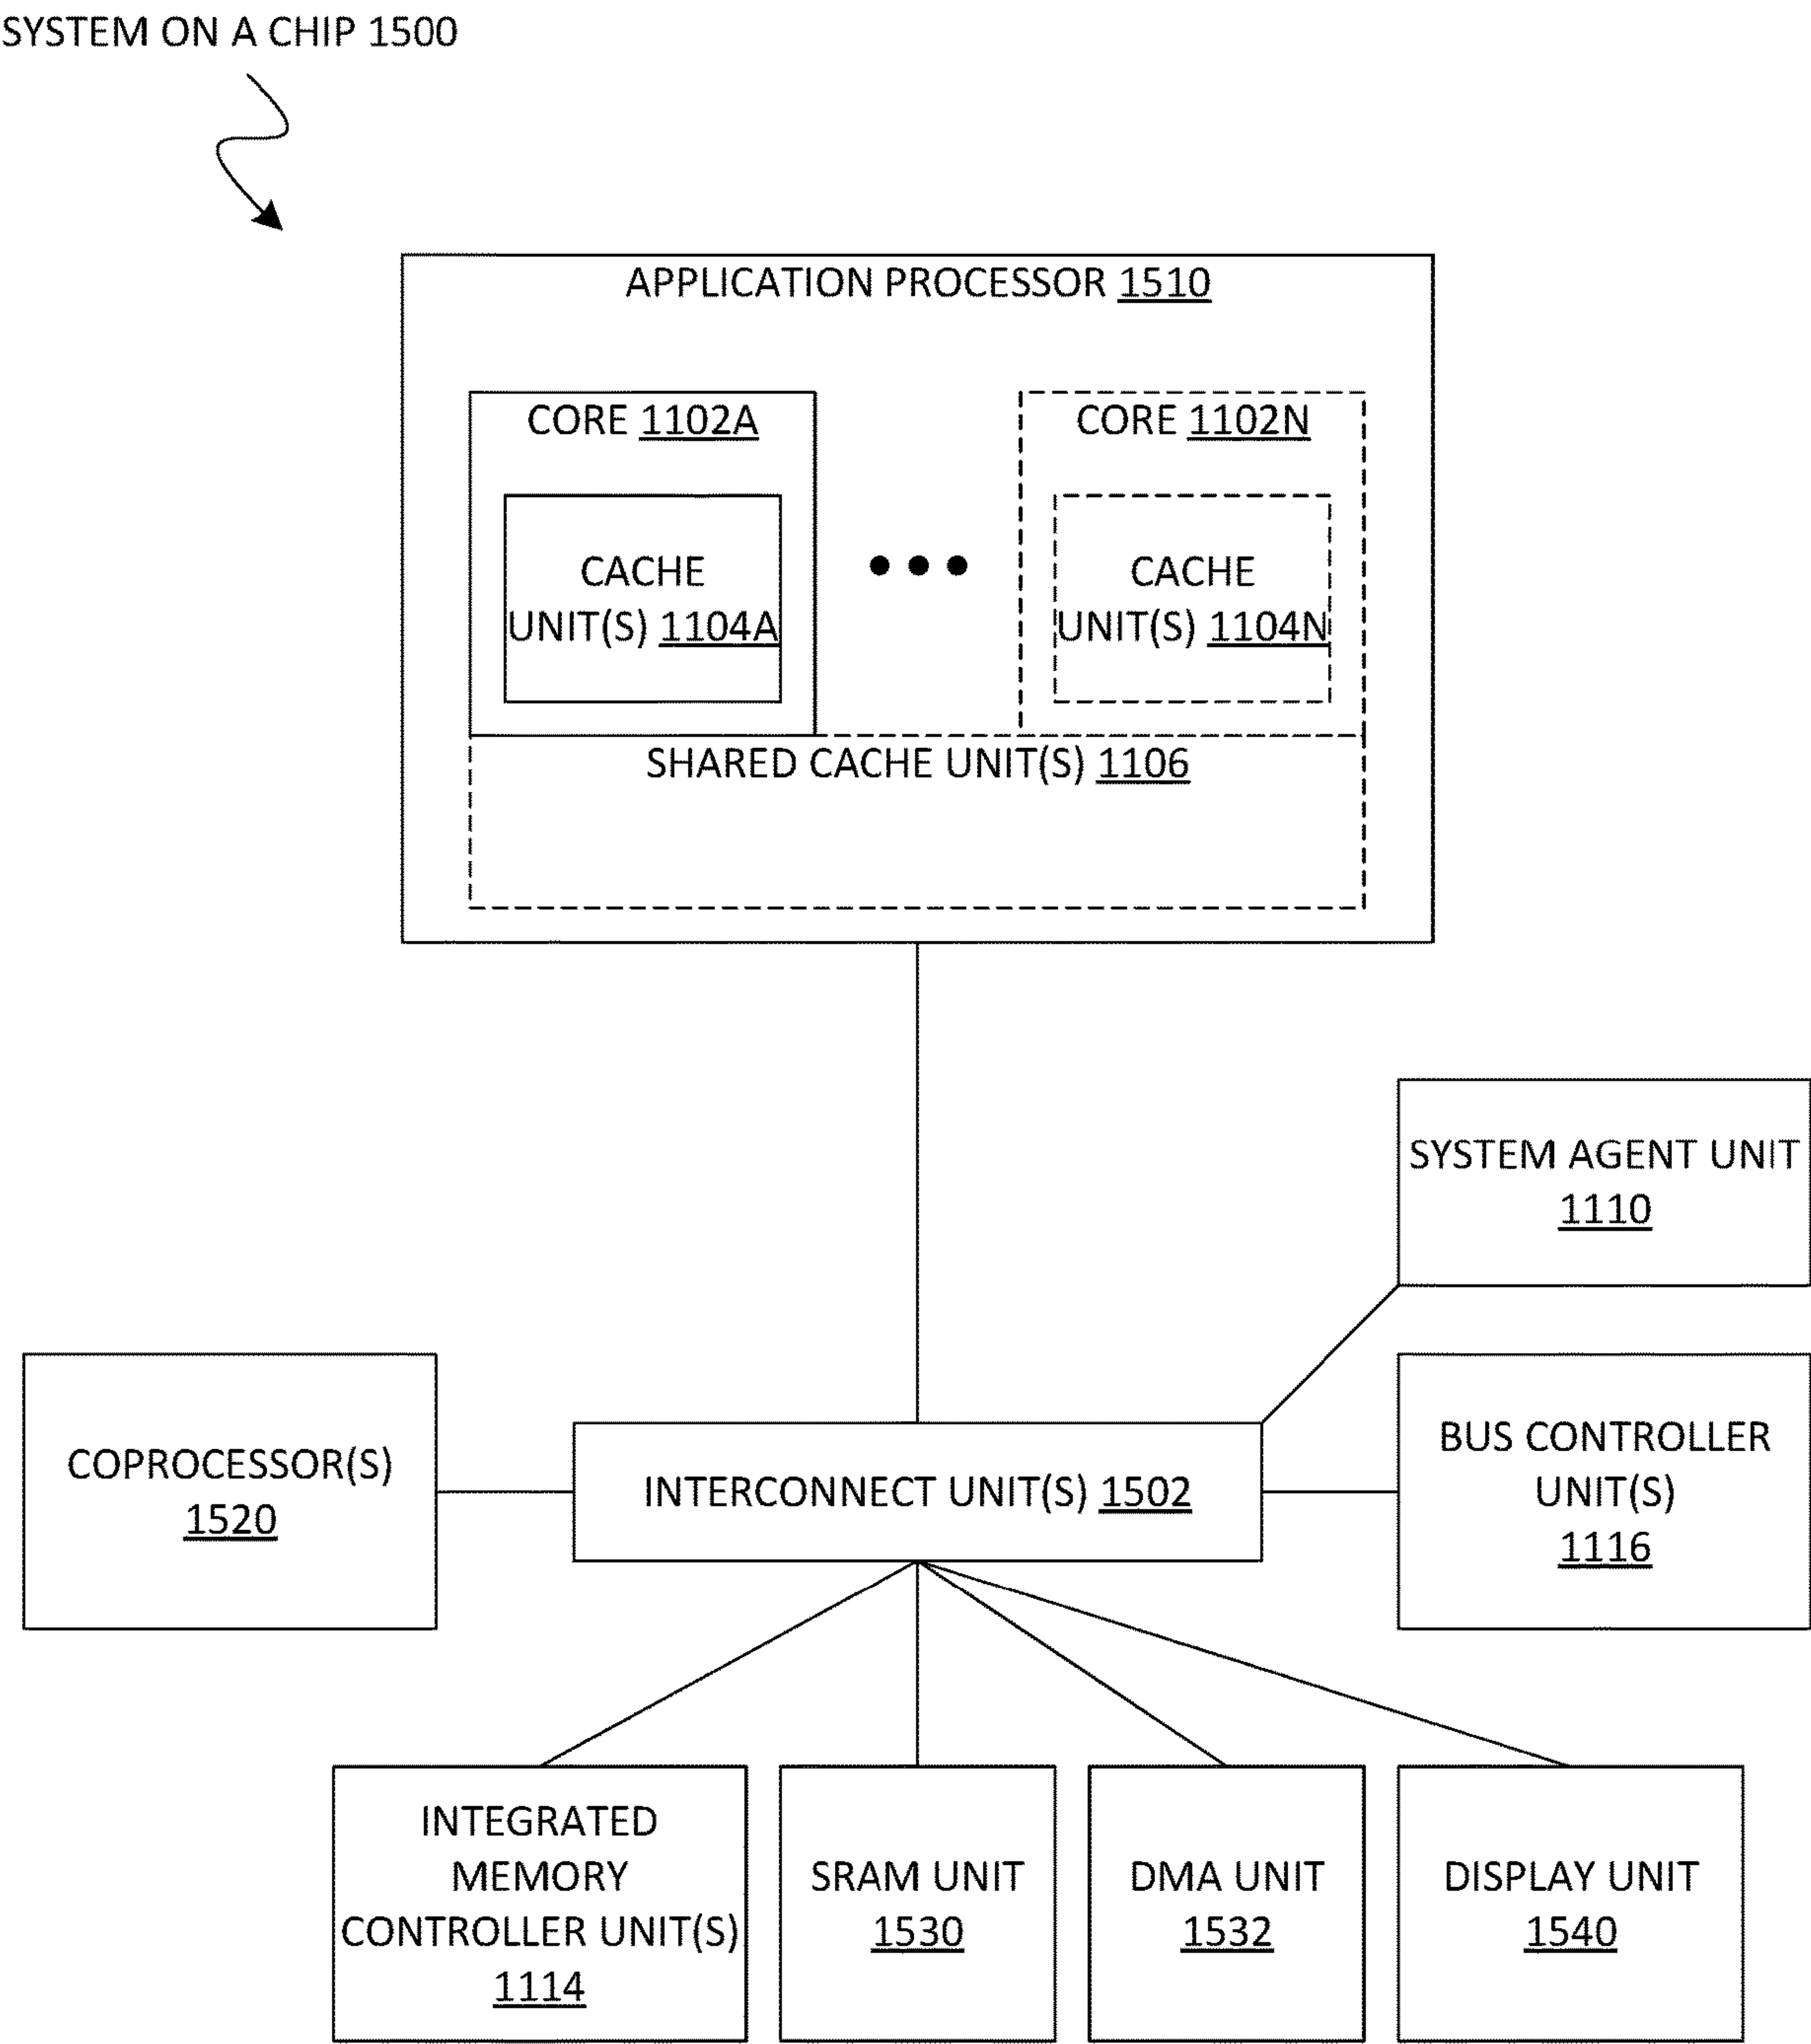 SYSTEM ON A CHIP 1500
APPLICATION PROCESSOR 1510
CORE 1102A
CACHE
UNIT(S) 1104A
CORE 1102N
CACHE
UNIT(S) 1104N
SHARED CACHE UNIT(S) 1106
SYSTEM AGENT UNIT
1110
COPROCESSOR(S)
1520
INTERCONNECT UNIT(S) 1502
BUS CONTROLLER
UNIT(S)
1116
INTEGRATED
MEMORY
CONTROLLER UNIT(S)
1114
SRAM UNIT
1530
DMA UNIT
1532
DISPLAY UNIT
1540